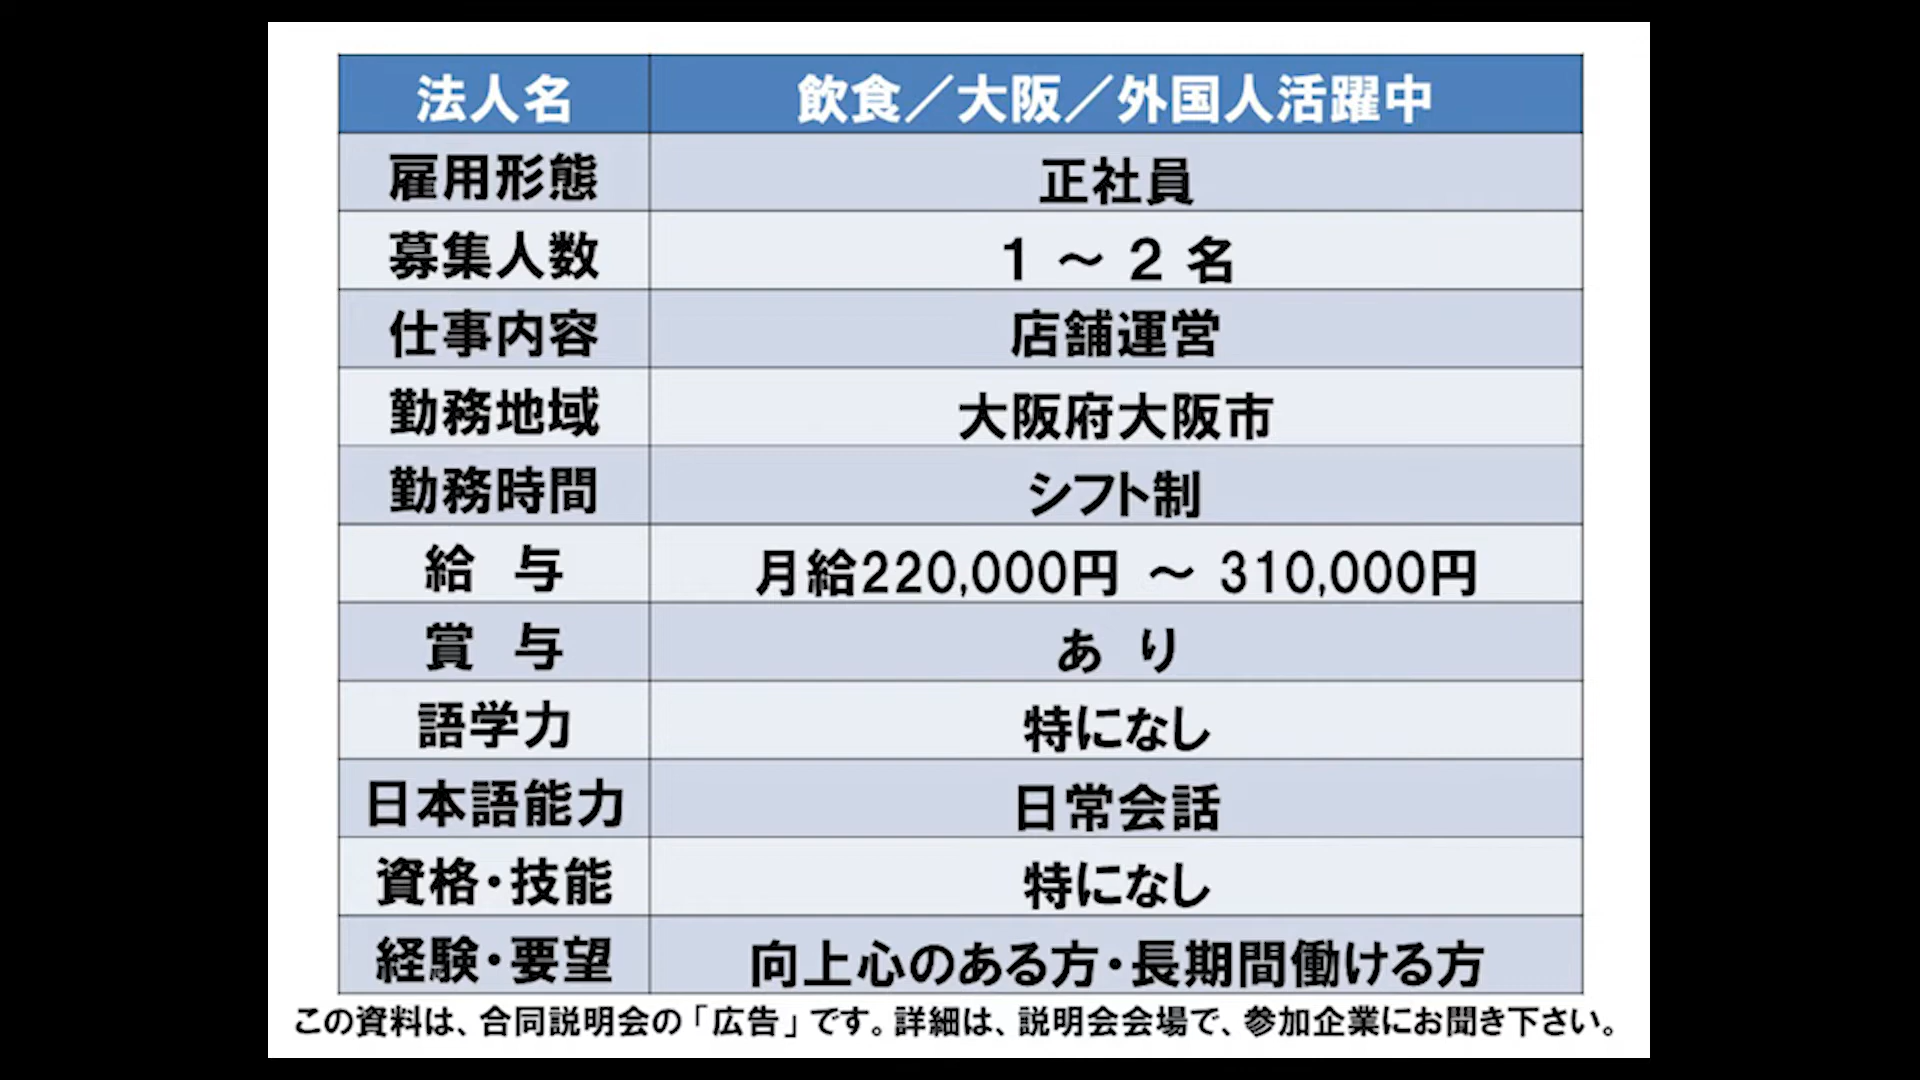 法人名 飲食／大阪／外国人活躍中
雇用形態 正社員
募集人数 １ ～ ２ 名
仕事内容 店舗運営
勤務地域 大阪府大阪市
勤務時間 シフト制
給　与 月給220,000円 ～ 310,000円
賞　与 あ り
語学力 特になし
日本語能力 日常会話
資格・技能 特になし
経験・要望 向上心のある方・長期間働ける方
この資料は、合同説明会の「広告」です。詳細は、説明会会場で、参加企業にお聞き下さい。